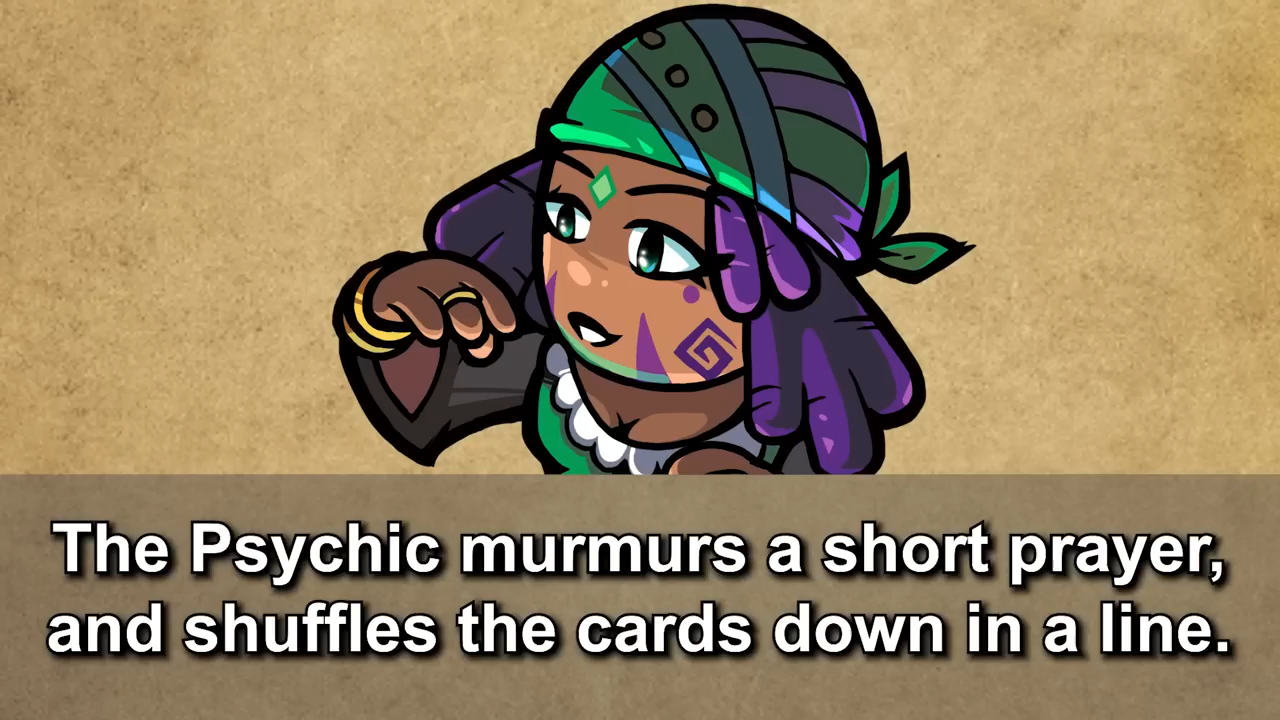 The Psychic murmurs a short prayer,
and shuffles the cards down in a line.